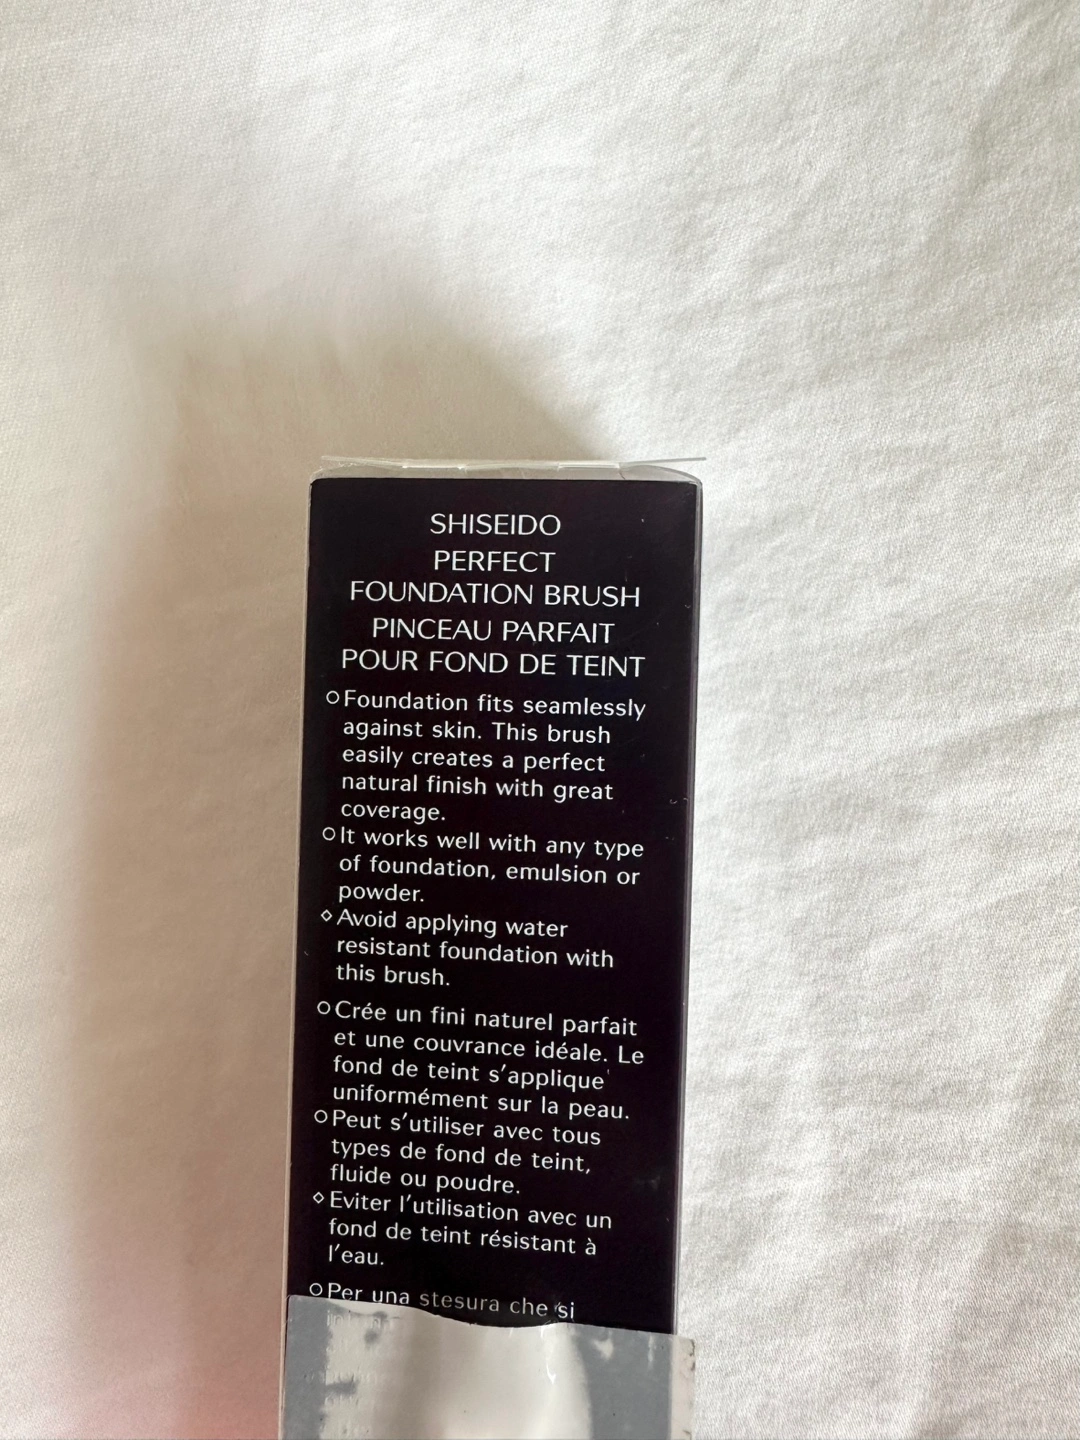 SHISEIDO
PERFECT
FOUNDATION BRUSH
PINCEAU PARFAIT
POUR FOND DE TEINT
○Foundation fits seamlessly
against skin. This brush
easily creates a perfect
natural finish with great
coverage.
○It works well with any type
of foundation, emulsion or
powder.
◇Avoid applying water
resistant foundation with
this brush.
○Crée un fini naturel parfait
et une couvrance idéale. Le
fond de teint s'applique
uniformément sur la peau.
○Peut s'utiliser avec tous
types de fond de teint,
fluide ou poudre.
◇Eviter l'utilisation avec un
fond de teint résistant à
l'eau.
○Per una stesura che si